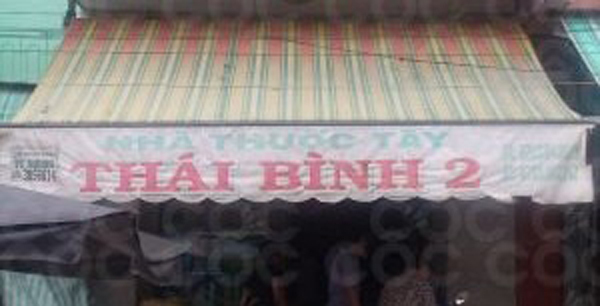 NHÀ THUỐC TÂY
THÁI BÌNH 2